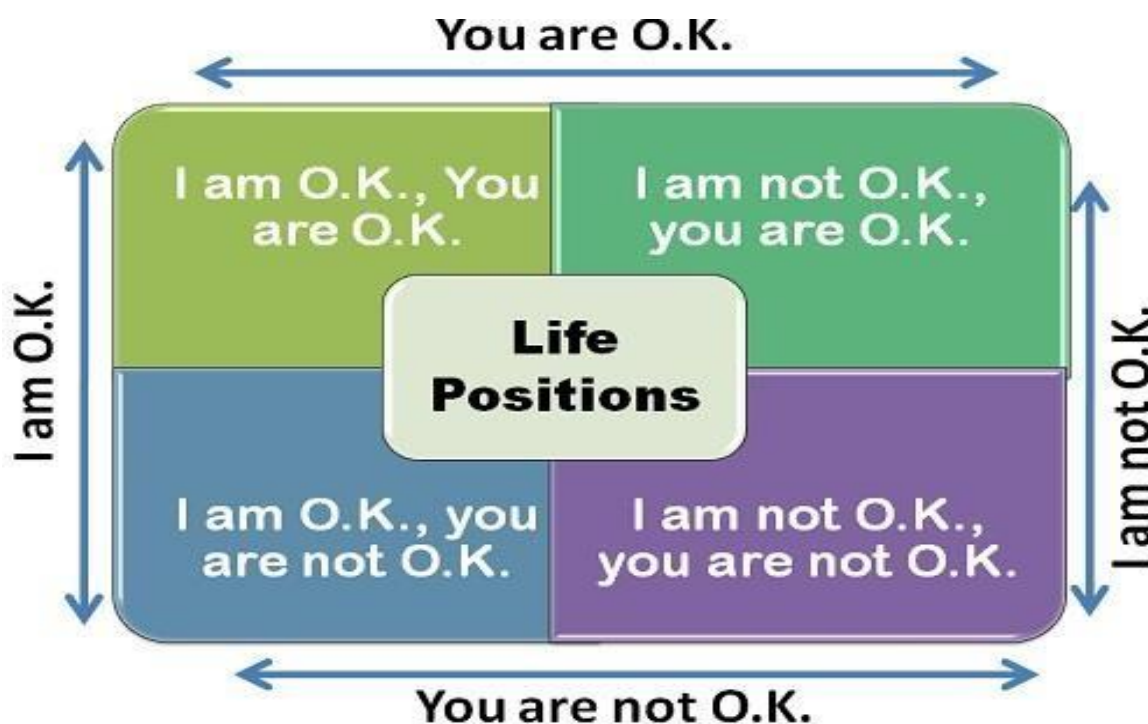 You are O.K.
I am O.K., You
are O.K.
I am not O.K.,
you are O.K.
I am O.K.
Life
Positions
I am not O.K.
I am O.K., you
are not O.K.
I am not O.K.,
you are not O.K.
You are not O.K.